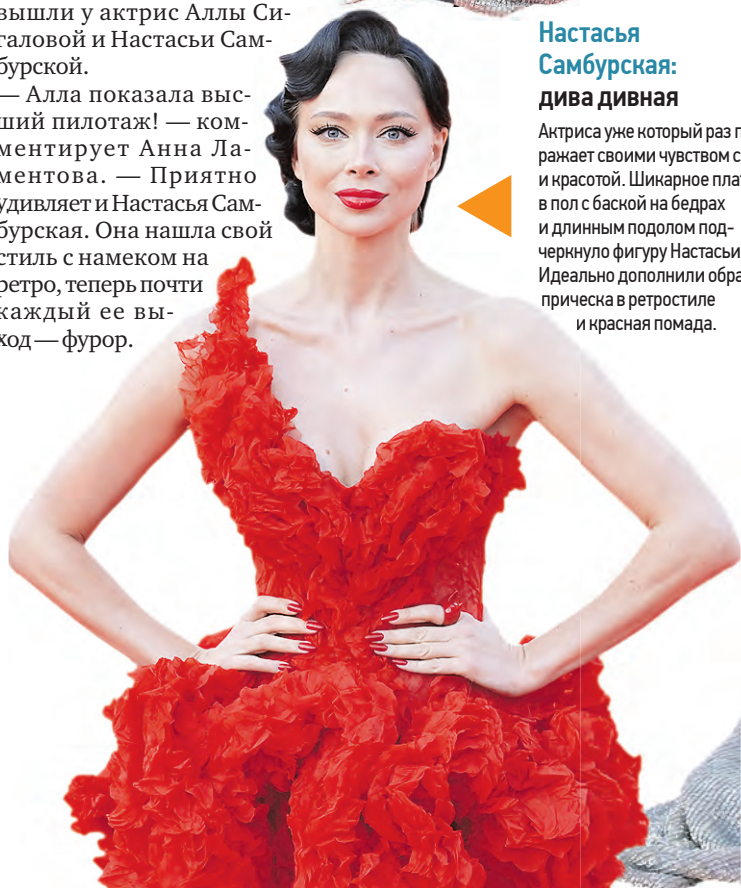 вышли у актрис Аллы Си-
галовой и Настасьи Сам-
бурской.
— Алла показала выс-
ший пилотаж! — ком-
ментирует Анна Ла-
ментова. — Приятно
удивляет и Настасья Сам-
бурская. Она нашла свой
стиль с намеком на
ретро, теперь почти
каждый ее вы-
ход — фурор.
Настасья
Самбурская:
дива дивная
Актриса уже который раз
ражает своими чувством
и красотой. Шикарное
в пол с баской на бедрах
и длинным подолом под-
черкнуло фигуру Настасьи
Идеально дополнили
прическа в ретростиле
и красная помада.